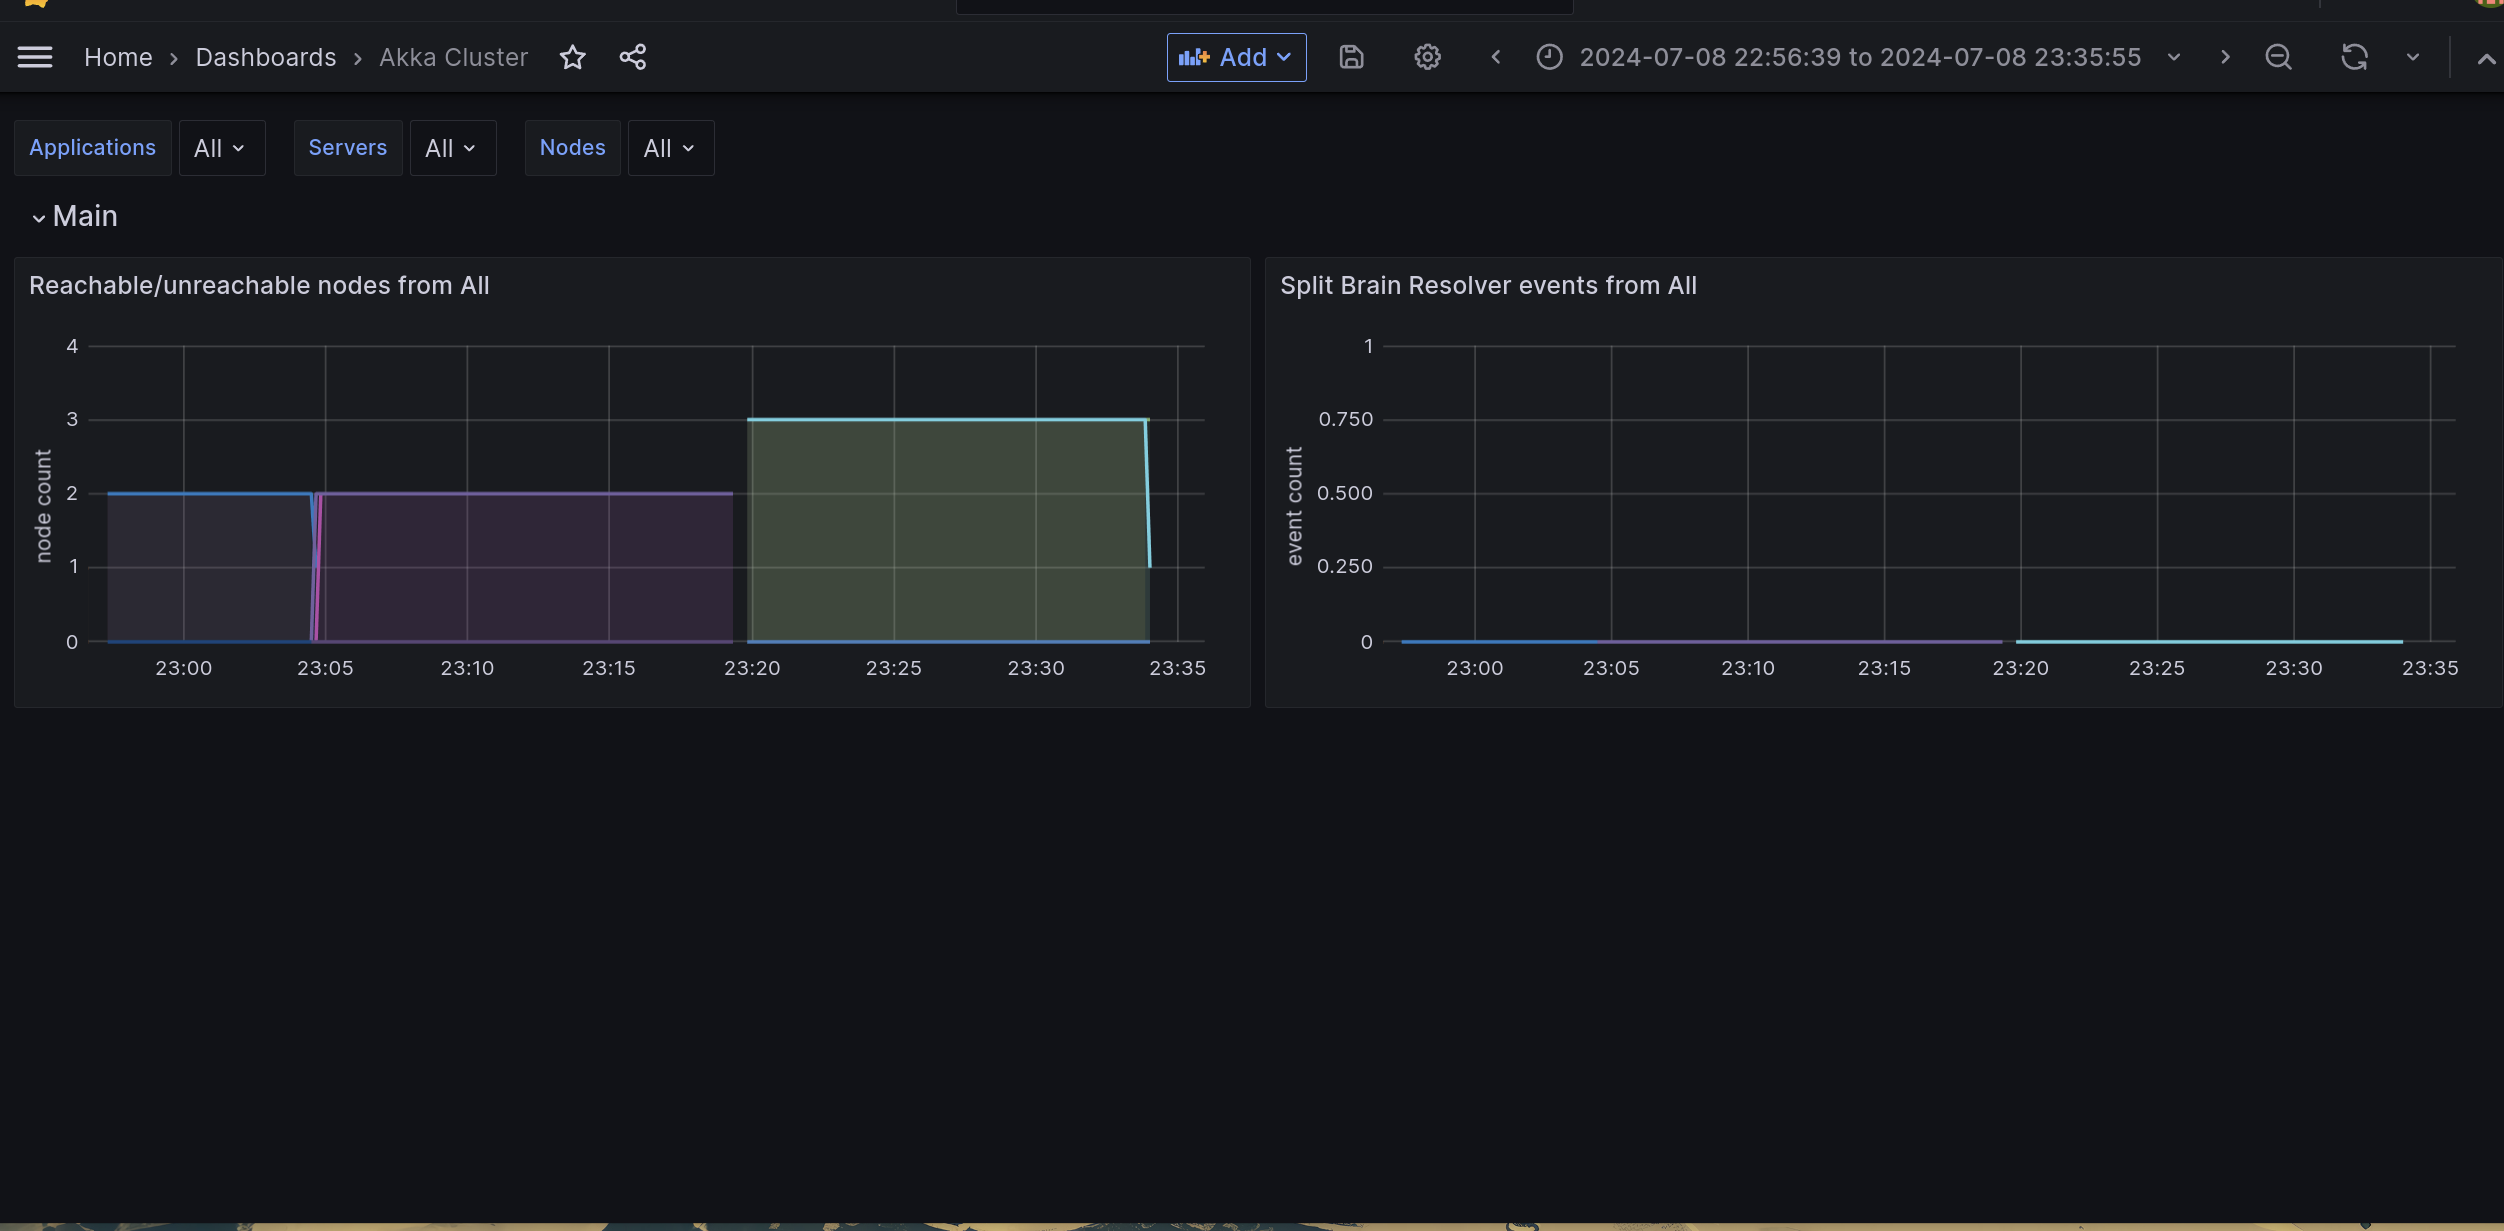 Home › Dashboards › Akka Cluster
Add
2024-07-08 22:56:39 to 2024-07-08 23:35:55
Applications All Servers All Nodes All
Main
Reachable/unreachable nodes from All
node count
4
3
2
1
0
23:00 23:05 23:10 23:15 23:20 23:25 23:30 23:35
Split Brain Resolver events from All
event count
1
0.750
0.500
0.250
0
23:00 23:05 23:10 23:15 23:20 23:25 23:30 23:35